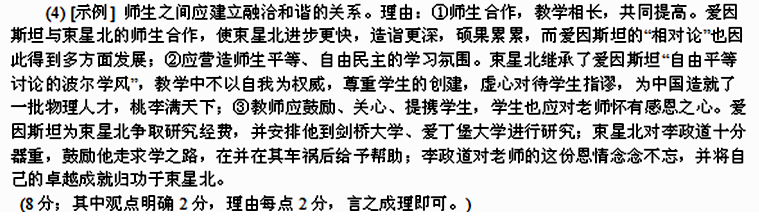 (4) [示例] 师生之间应建立融洽和谐的关系。理由：①师生合作，教学相长，共同提高。爱因
斯坦与束星北的师生合作，使束星北进步更快，造诣更深，硕果累累，而爱因斯坦的“相对论”也因
此得到多方面发展；②应营造师生平等、自由民主的学习氛围。束星北继承了爱因斯坦“自由平等
讨论的波尔学风”，教学中不以自我为权威，尊重学生的创建，虚心对待学生指谬，为中国造就了
一批物理人才，桃李满天下；③教师应鼓励、关心、提携学生，学生也应对老师怀有感恩之心。爱
因斯坦为束星北争取研究经费，并安排他到剑桥大学、爱丁堡大学进行研究；束星北对李政道十分
器重，鼓励他走求学之路，在并在其车祸后给予帮助；李政道对老师的这份恩情念念不忘，并将自
己的卓越成就归功于束星北。
(8分；其中观点明确2分，理由每点2分，言之成理即可。)